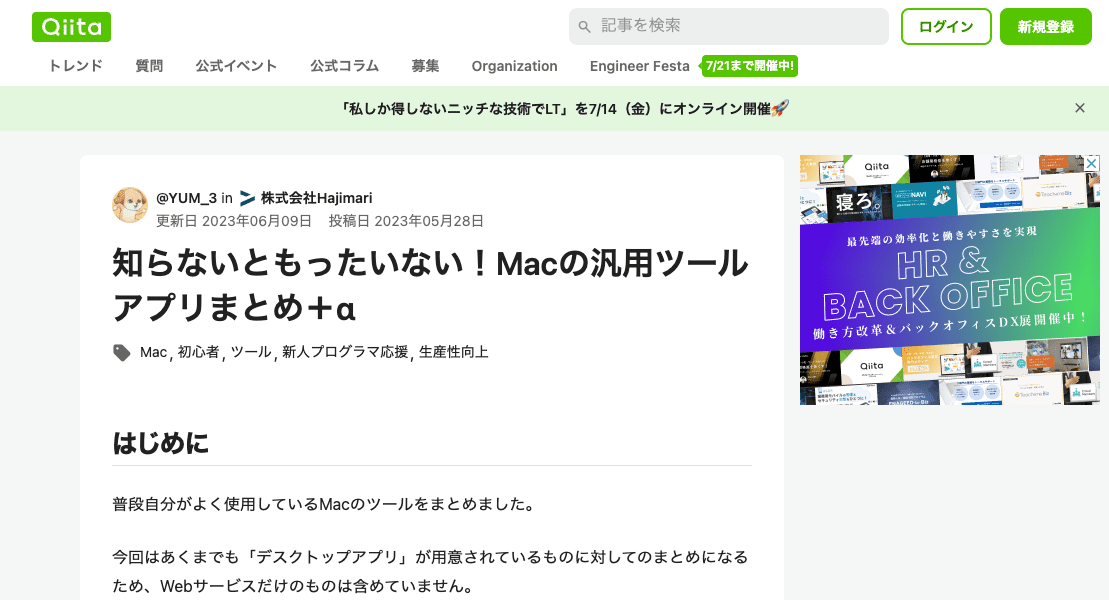 Qiita
記事を検索
ログイン
新規登録
トレンド 質問 公式イベント 公式コラム 募集 Organization Engineer Festa 7/21まで開催中!
「私しか得しないニッチな技術でLT」を7/14（金）にオンライン開催🚀
@YUM_3 in 株式会社Hajimari
更新日 2023年06月09日 投稿日 2023年05月28日
知らないともったいない！Macの汎用ツール
アプリまとめ＋α
Mac, 初心者, ツール, 新人プログラマ応援, 生産性向上
はじめに
普段自分がよく使用しているMacのツールをまとめました。
今回はあくまでも「デスクトップアプリ」が用意されているものに対してのまとめになる
ため、Webサービスだけのものは含めていません。
Qiita
寝ろ。
NAVI
最先端の効率化と働きやすさを実現
HR &
BACK OFFICE
働き方改革＆バックオフィスDX展開催中！
Qiita